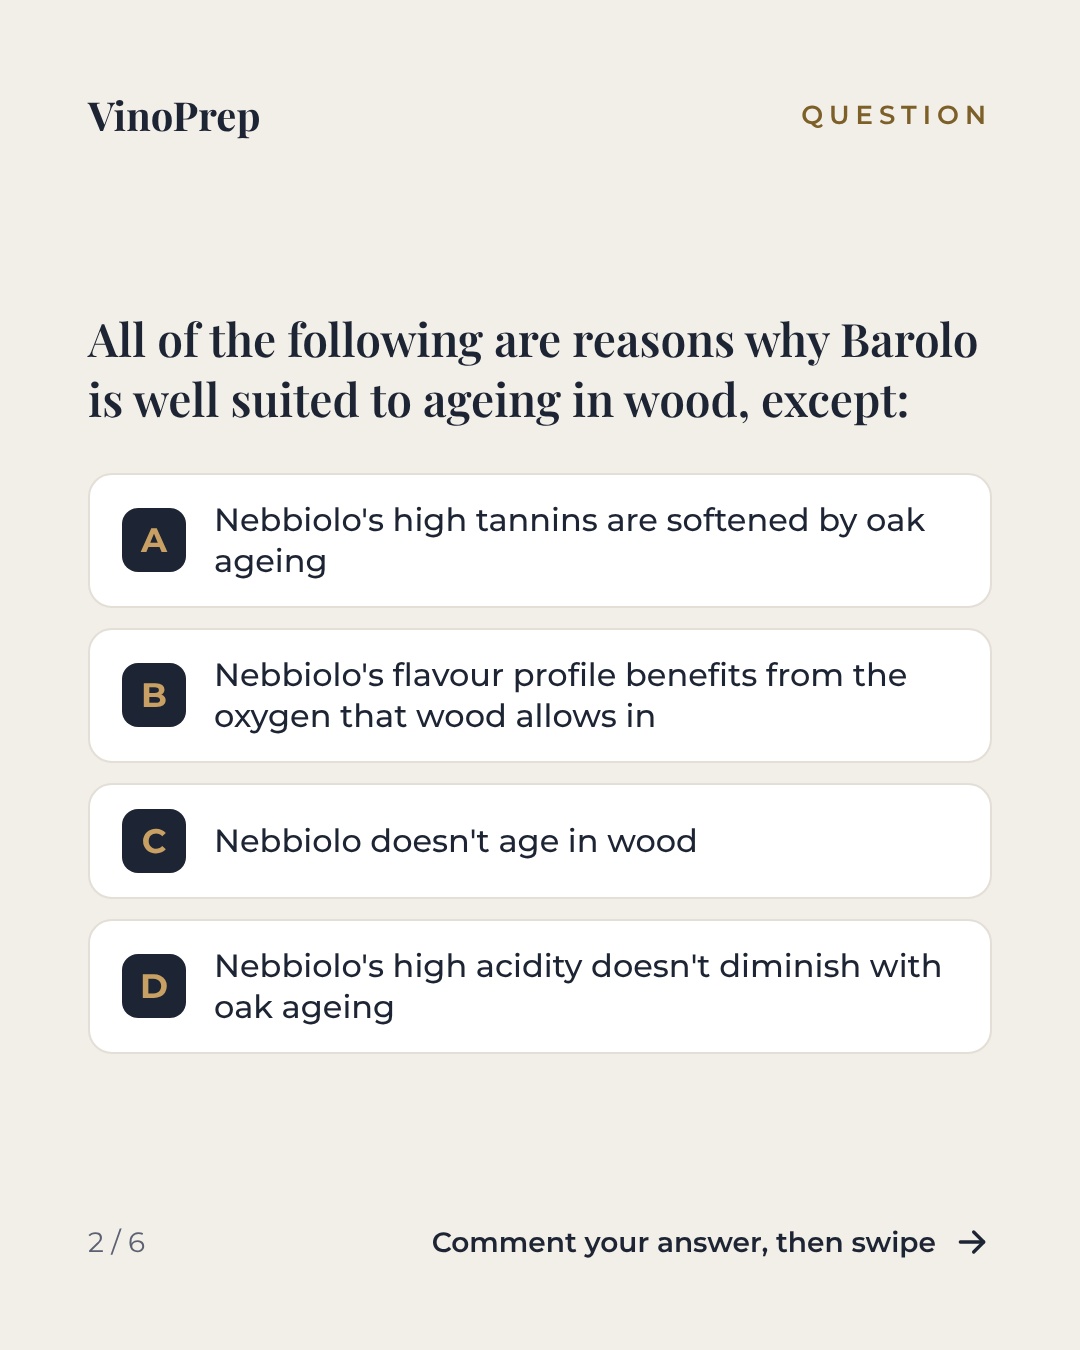 VinoPrep
QUESTION
All of the following are reasons why Barolo
is well suited to ageing in wood, except:
A
Nebbiolo's high tannins are softened by oak
ageing
B
Nebbiolo's flavour profile benefits from the
oxygen that wood allows in
C
Nebbiolo doesn't age in wood
D
Nebbiolo's high acidity doesn't diminish with
oak ageing
2 / 6
Comment your answer, then swipe →